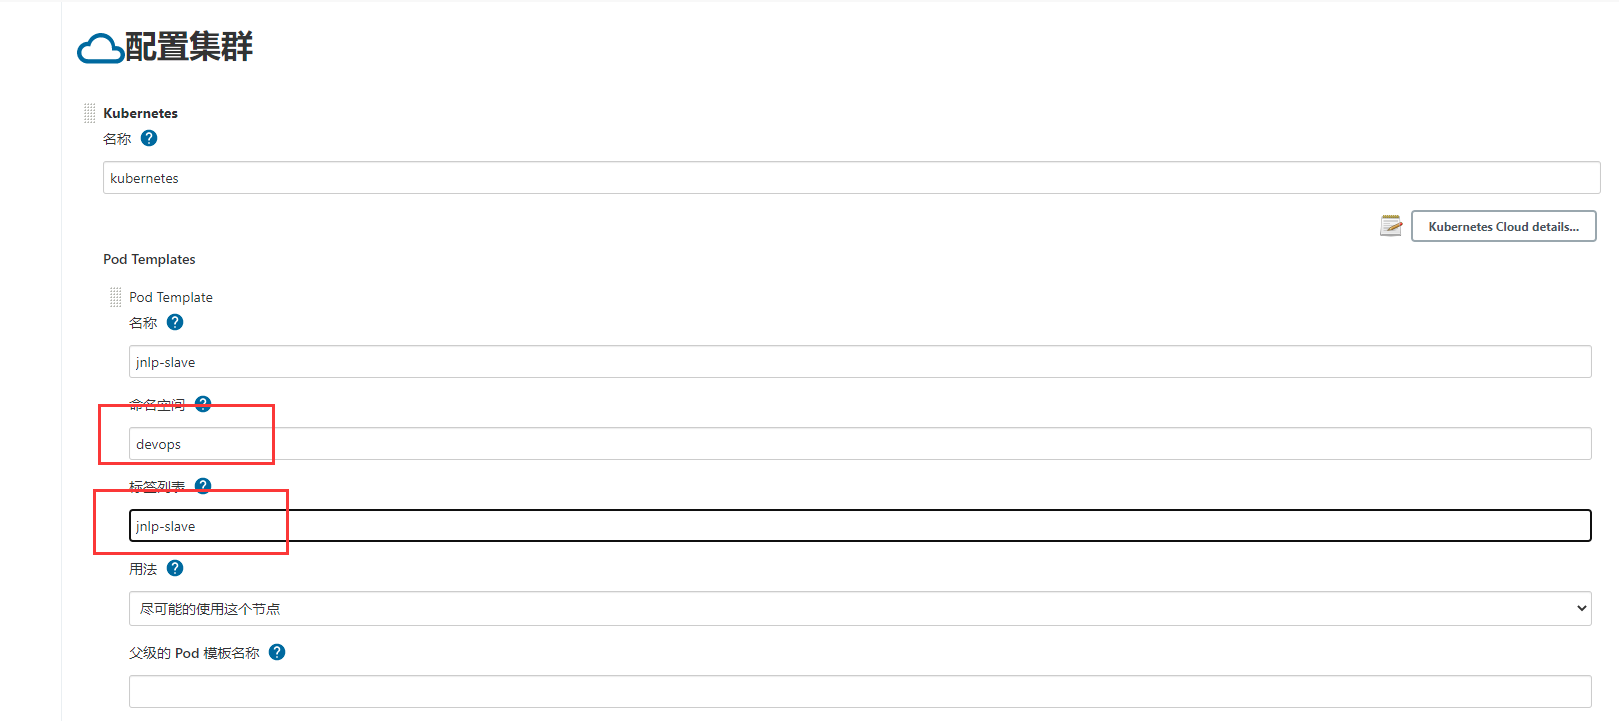 配置集群
Kubernetes
名称 ?
kubernetes
Kubernetes Cloud details...
Pod Templates
Pod Template
名称 ?
jnlp-slave
命名空间 ?
devops
标签列表 ?
jnlp-slave
用法 ?
尽可能的使用这个节点
父级的 Pod 模板名称 ?